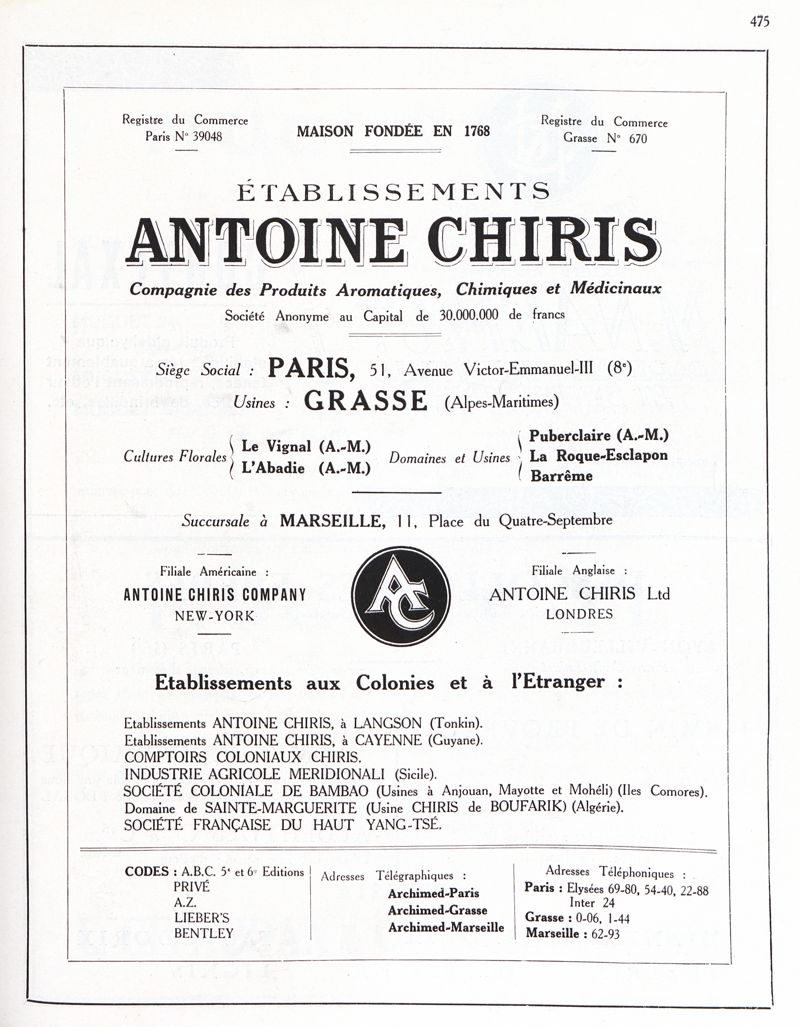 475
Registre du Commerce
Paris N° 39048
MAISON FONDÉE EN 1768
Registre du Commerce
Grasse N° 670
ÉTABLISSEMENTS
ANTOINE CHIRIS
Compagnie des Produits Aromatiques, Chimiques et Médicinaux
Société Anonyme au Capital de 30.000.000 de francs
Siège Social : PARIS, 51, Avenue Victor-Emmanuel-III (8e)
Usines : GRASSE (Alpes-Maritimes)
Cultures Florales
Le Vignal (A.-M.)
L'Abadie (A.-M.)
Domaines et Usines
Puberclaire (A.-M.)
La Roque-Esclapon
Barrême
Succursale à MARSEILLE, 11, Place du Quatre-Septembre
Filiale Américaine :
ANTOINE CHIRIS COMPANY
NEW-YORK
AC
Filiale Anglaise :
ANTOINE CHIRIS Ltd
LONDRES
Etablissements aux Colonies et à l'Etranger :
Etablissements ANTOINE CHIRIS, à LANGSON (Tonkin).
Etablissements ANTOINE CHIRIS, à CAYENNE (Guyane).
COMPTOIRS COLONIAUX CHIRIS.
INDUSTRIE AGRICOLE MERIDIONALI (Sicile).
SOCIÉTÉ COLONIALE DE BAMBAO (Usines à Anjouan, Mayotte et Mohéli) (Iles Comores).
Domaine de SAINTE-MARGUERITE (Usine CHIRIS de BOUFARIK) (Algérie).
SOCIÉTÉ FRANÇAISE DU HAUT YANG-TSÉ.
CODES : A.B.C. 5e et 6e Editions
PRIVÉ
A.Z.
LIEBER'S
BENTLEY
Adresses Télégraphiques :
Archimed-Paris
Archimed-Grasse
Archimed-Marseille
Adresses Téléphoniques :
Paris : Elysées 69-80, 54-40, 22-88
Inter 24
Grasse : 0-06, 1-44
Marseille : 62-93